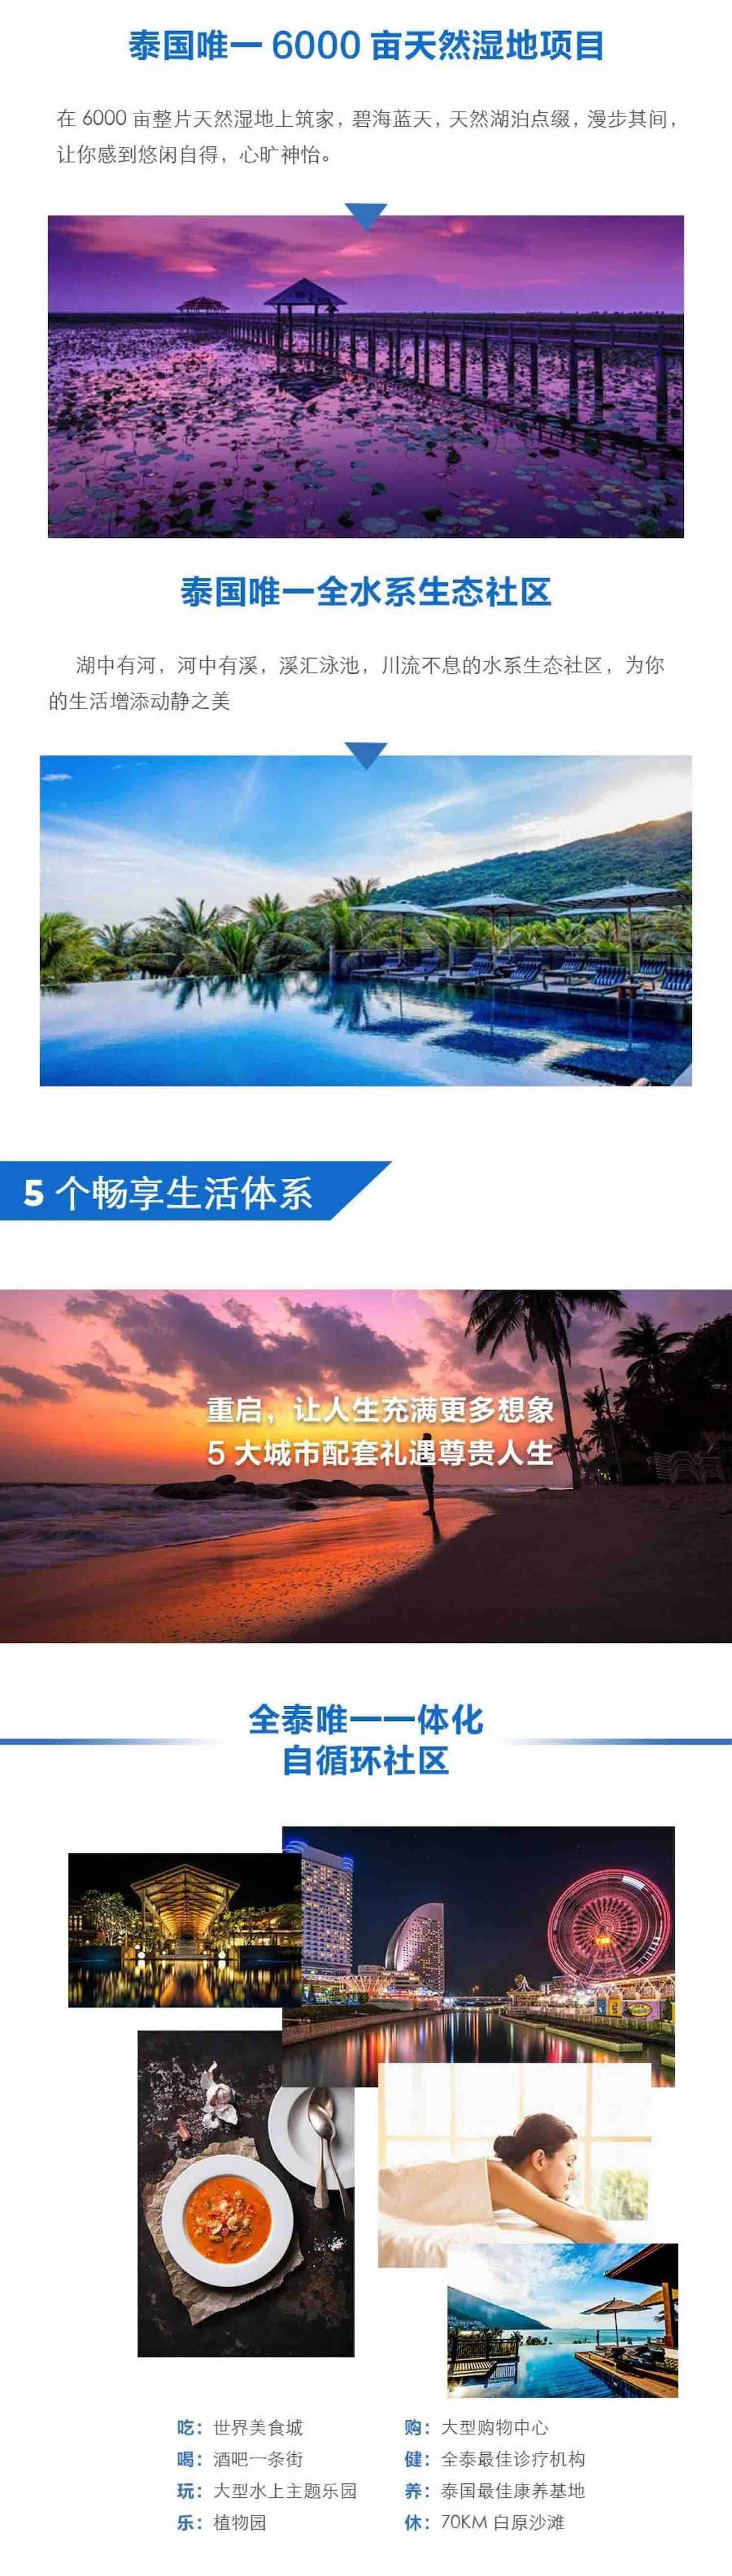 泰国唯一 6000 亩天然湿地项目
在 6000 亩整片天然湿地上筑家，碧海蓝天，天然湖泊点缀，漫步其间，
让你感到悠闲自得，心旷神怡。
泰国唯一全水系生态社区
湖中有河，河中有溪，溪汇泳池，川流不息的水系生态社区，为你
的生活增添动静之美
5 个畅享生活体系
重启，让人生充满更多想象
5 大城市配套礼遇尊贵人生
全泰唯一一体化
自循环社区
吃：世界美食城
喝：酒吧一条街
玩：大型水上主题乐园
乐：植物园
购：大型购物中心
健：全泰最佳诊疗机构
养：泰国最佳康养基地
休：70KM 白原沙滩